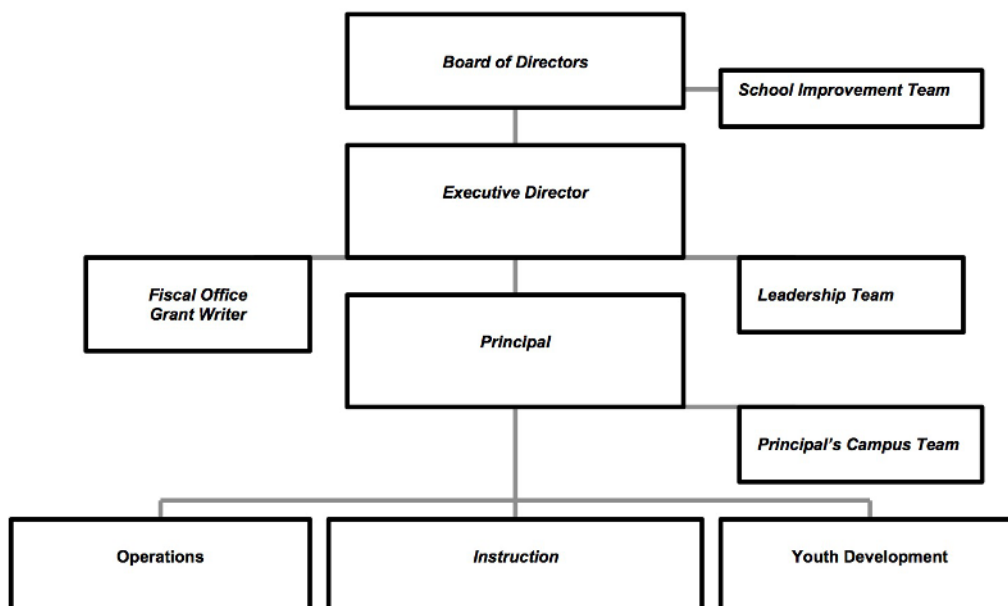 Board of Directors
School Improvement Team
Executive Director
Fiscal Office
Grant Writer
Leadership Team
Principal
Principal’s Campus Team
Operations
Instruction
Youth Development